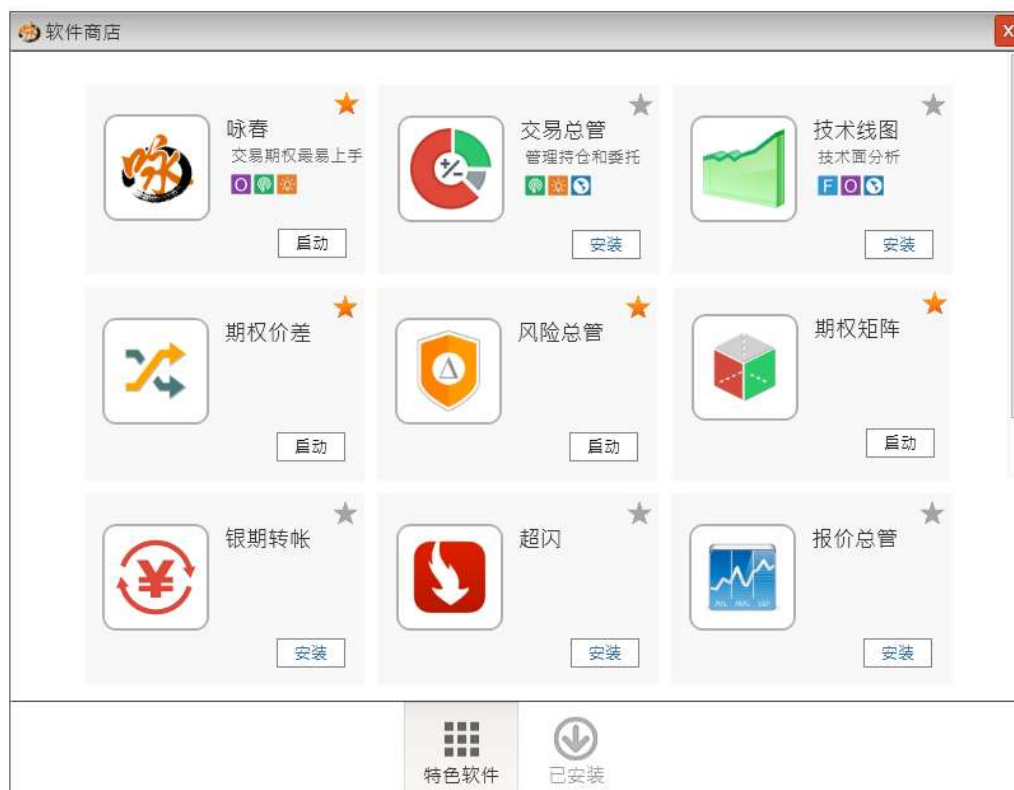 软件商店
X
咏春
交易期权最易上手
O
启动
交易总管
管理持仓和委托
安装
技术线图
技术面分析
F O
安装
期权价差
启动
风险总管
Δ
启动
期权矩阵
启动
银期转帐
¥
安装
超闪
安装
报价总管
JUL AUG SEP
安装
特色软件
已安装
咏
+/-